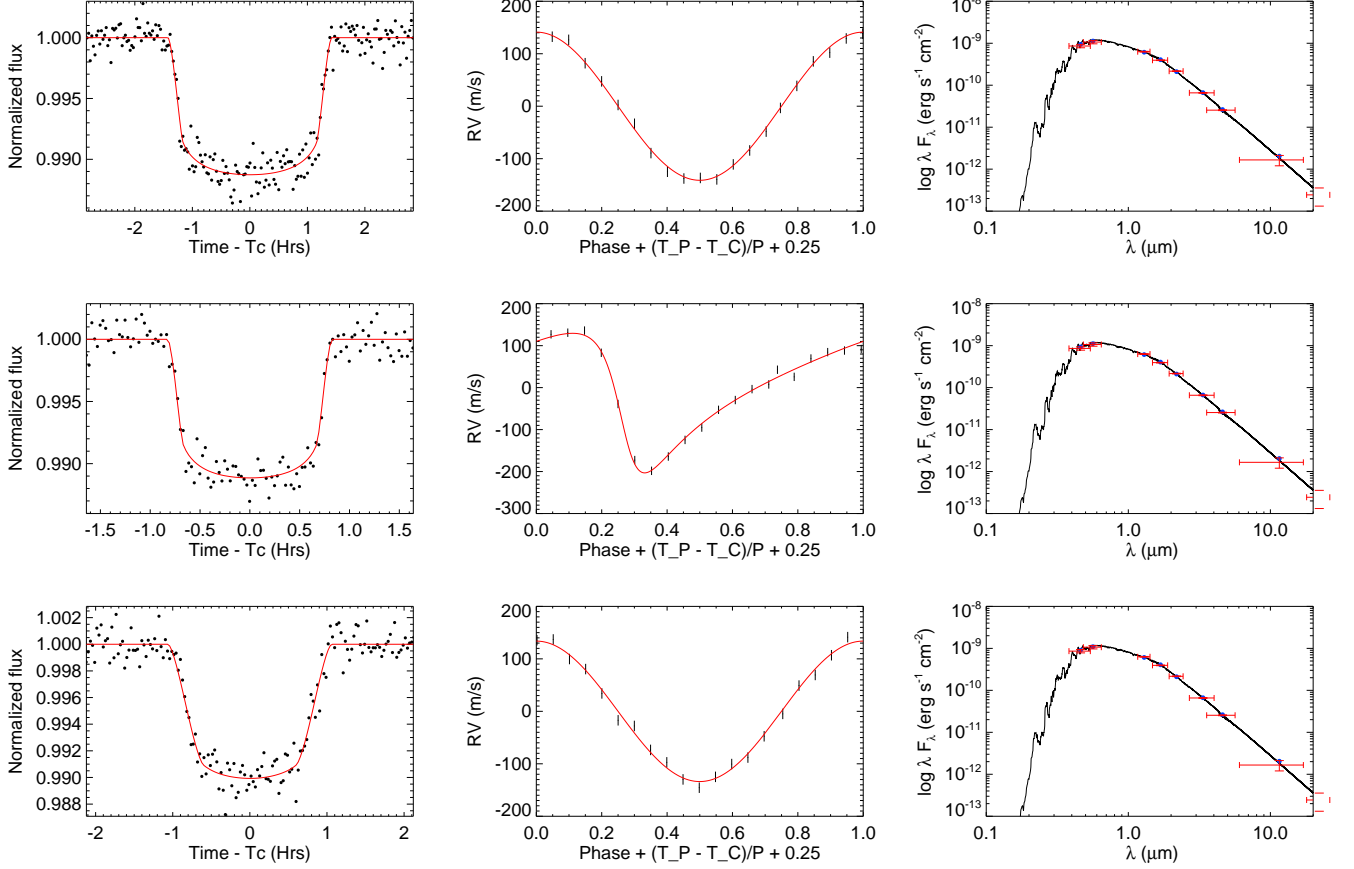 1.000
0.995
0.990
Normalized flux
-2 -1 0 1 2
Time - Tc (Hrs)
200
100
0
-100
-200
RV (m/s)
0.0 0.2 0.4 0.6 0.8 1.0
Phase + (T_P - T_C)/P + 0.25
10-8
10-9
10-10
10-11
10-12
10-13
log λ Fλ (erg s-1 cm-2)
0.1 1.0 10.0
λ (μm)
1.000
0.995
0.990
Normalized flux
-1.5 -1.0 -0.5 0.0 0.5 1.0 1.5
Time - Tc (Hrs)
200
100
0
-100
-200
-300
RV (m/s)
0.0 0.2 0.4 0.6 0.8 1.0
Phase + (T_P - T_C)/P + 0.25
10-8
10-9
10-10
10-11
10-12
10-13
log λ Fλ (erg s-1 cm-2)
0.1 1.0 10.0
λ (μm)
1.002
1.000
0.998
0.996
0.994
0.992
0.990
0.988
Normalized flux
-2 -1 0 1 2
Time - Tc (Hrs)
200
100
0
-100
-200
RV (m/s)
0.0 0.2 0.4 0.6 0.8 1.0
Phase + (T_P - T_C)/P + 0.25
10-8
10-9
10-10
10-11
10-12
10-13
log λ Fλ (erg s-1 cm-2)
0.1 1.0 10.0
λ (μm)